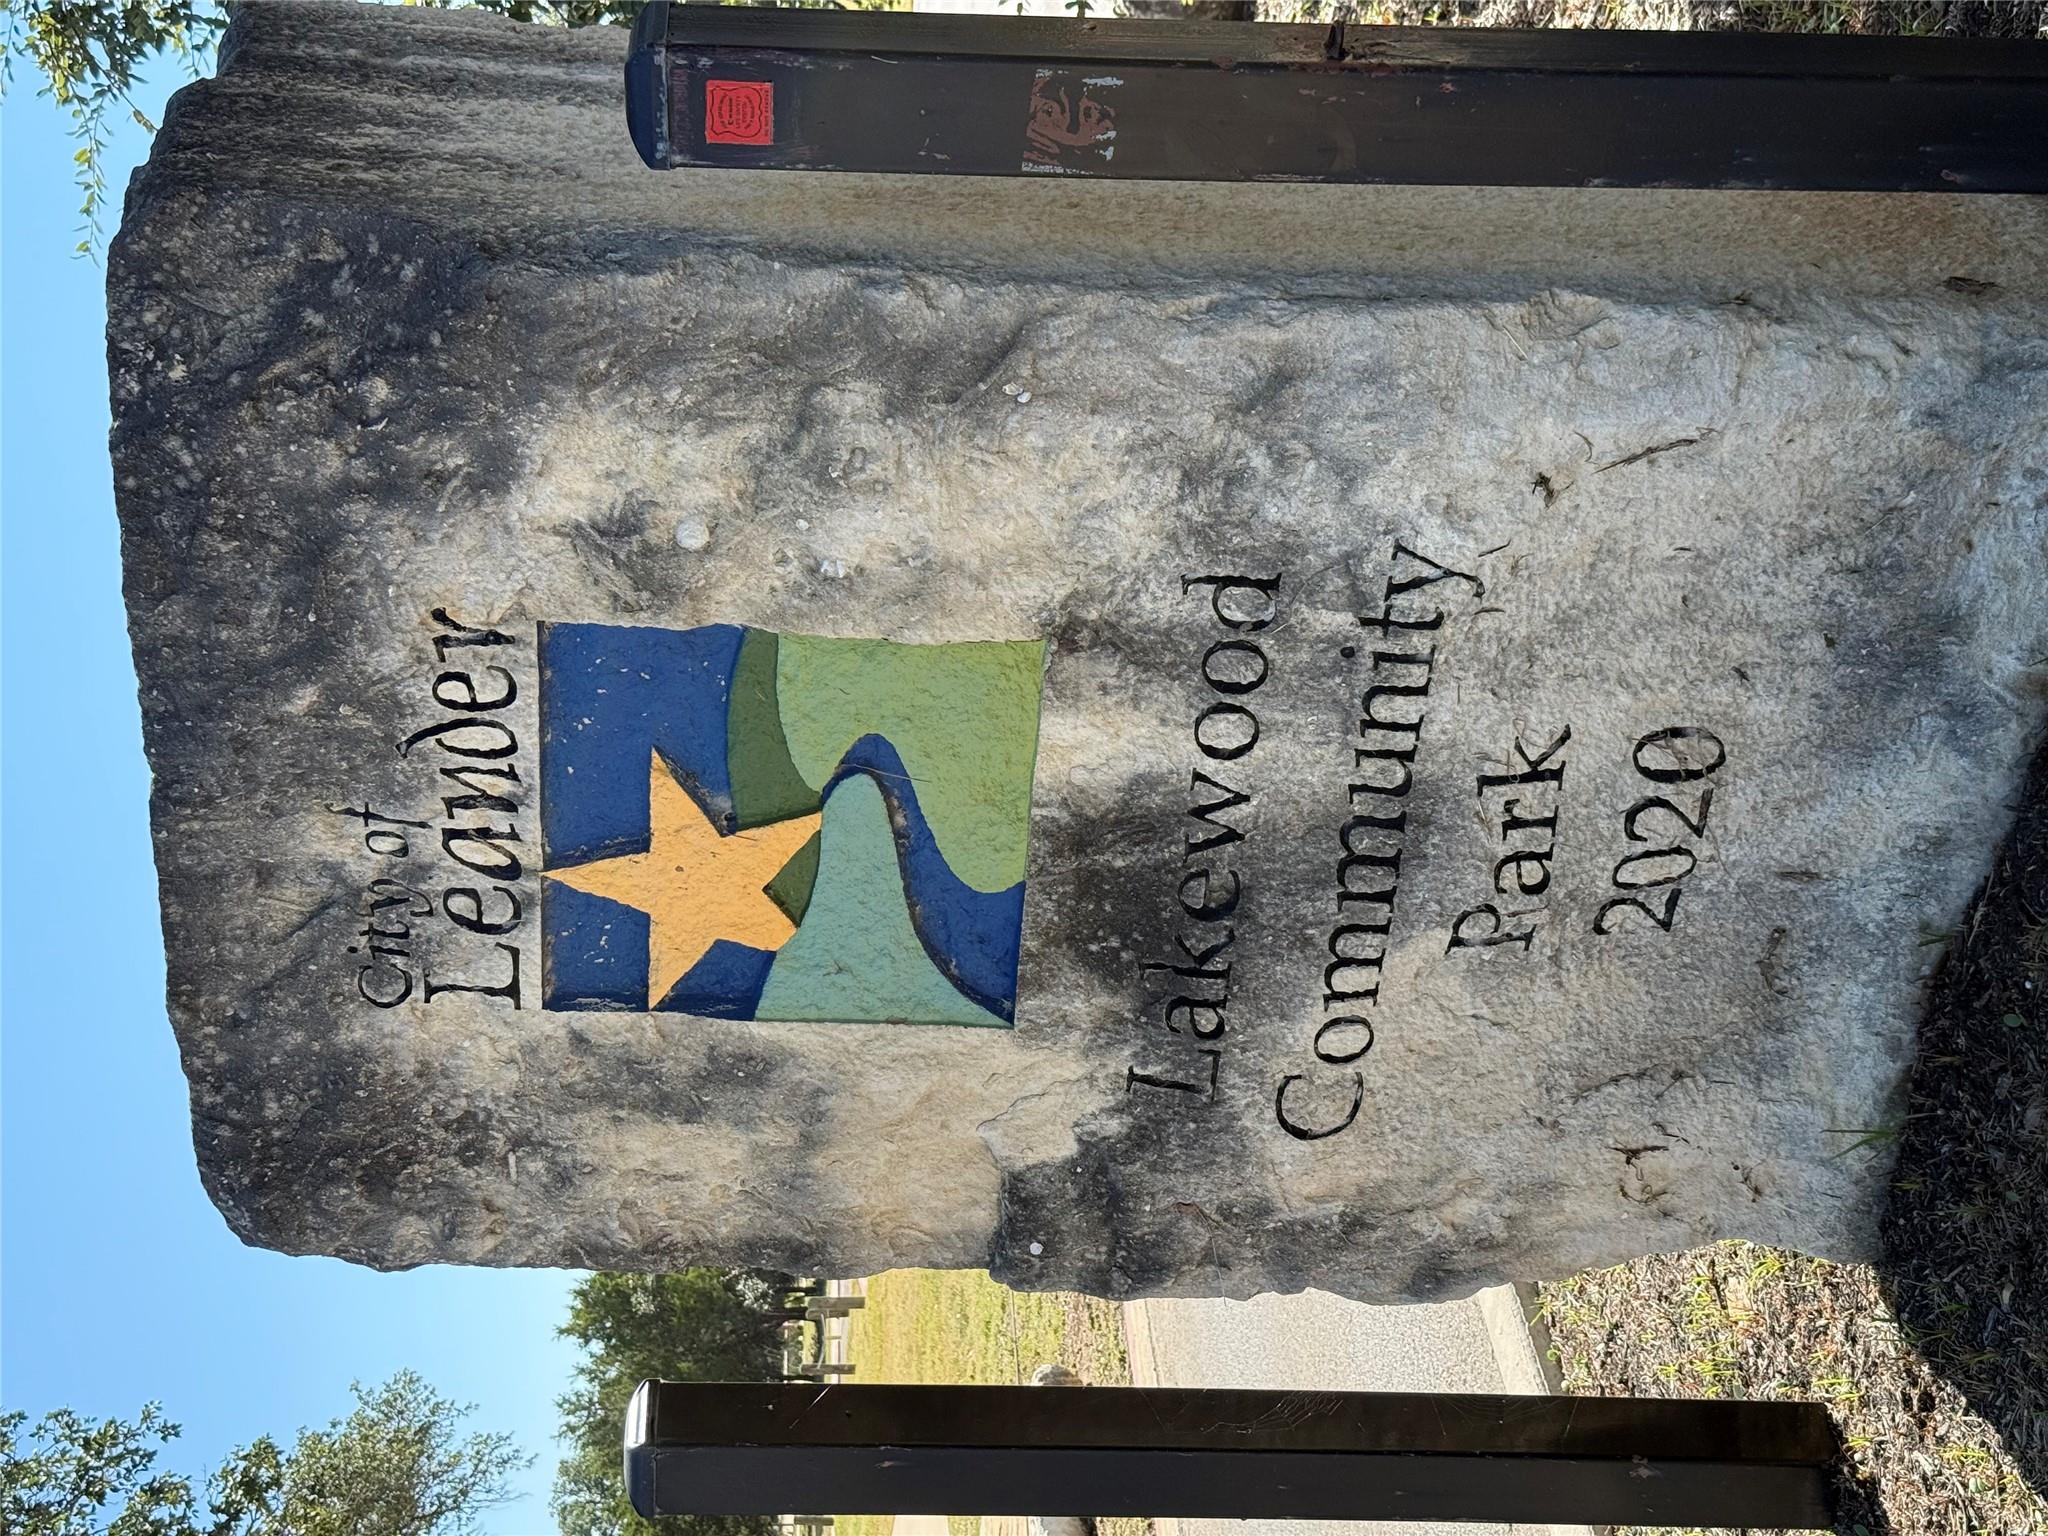 City of
Leander
Lakewood
Community
Park
2020